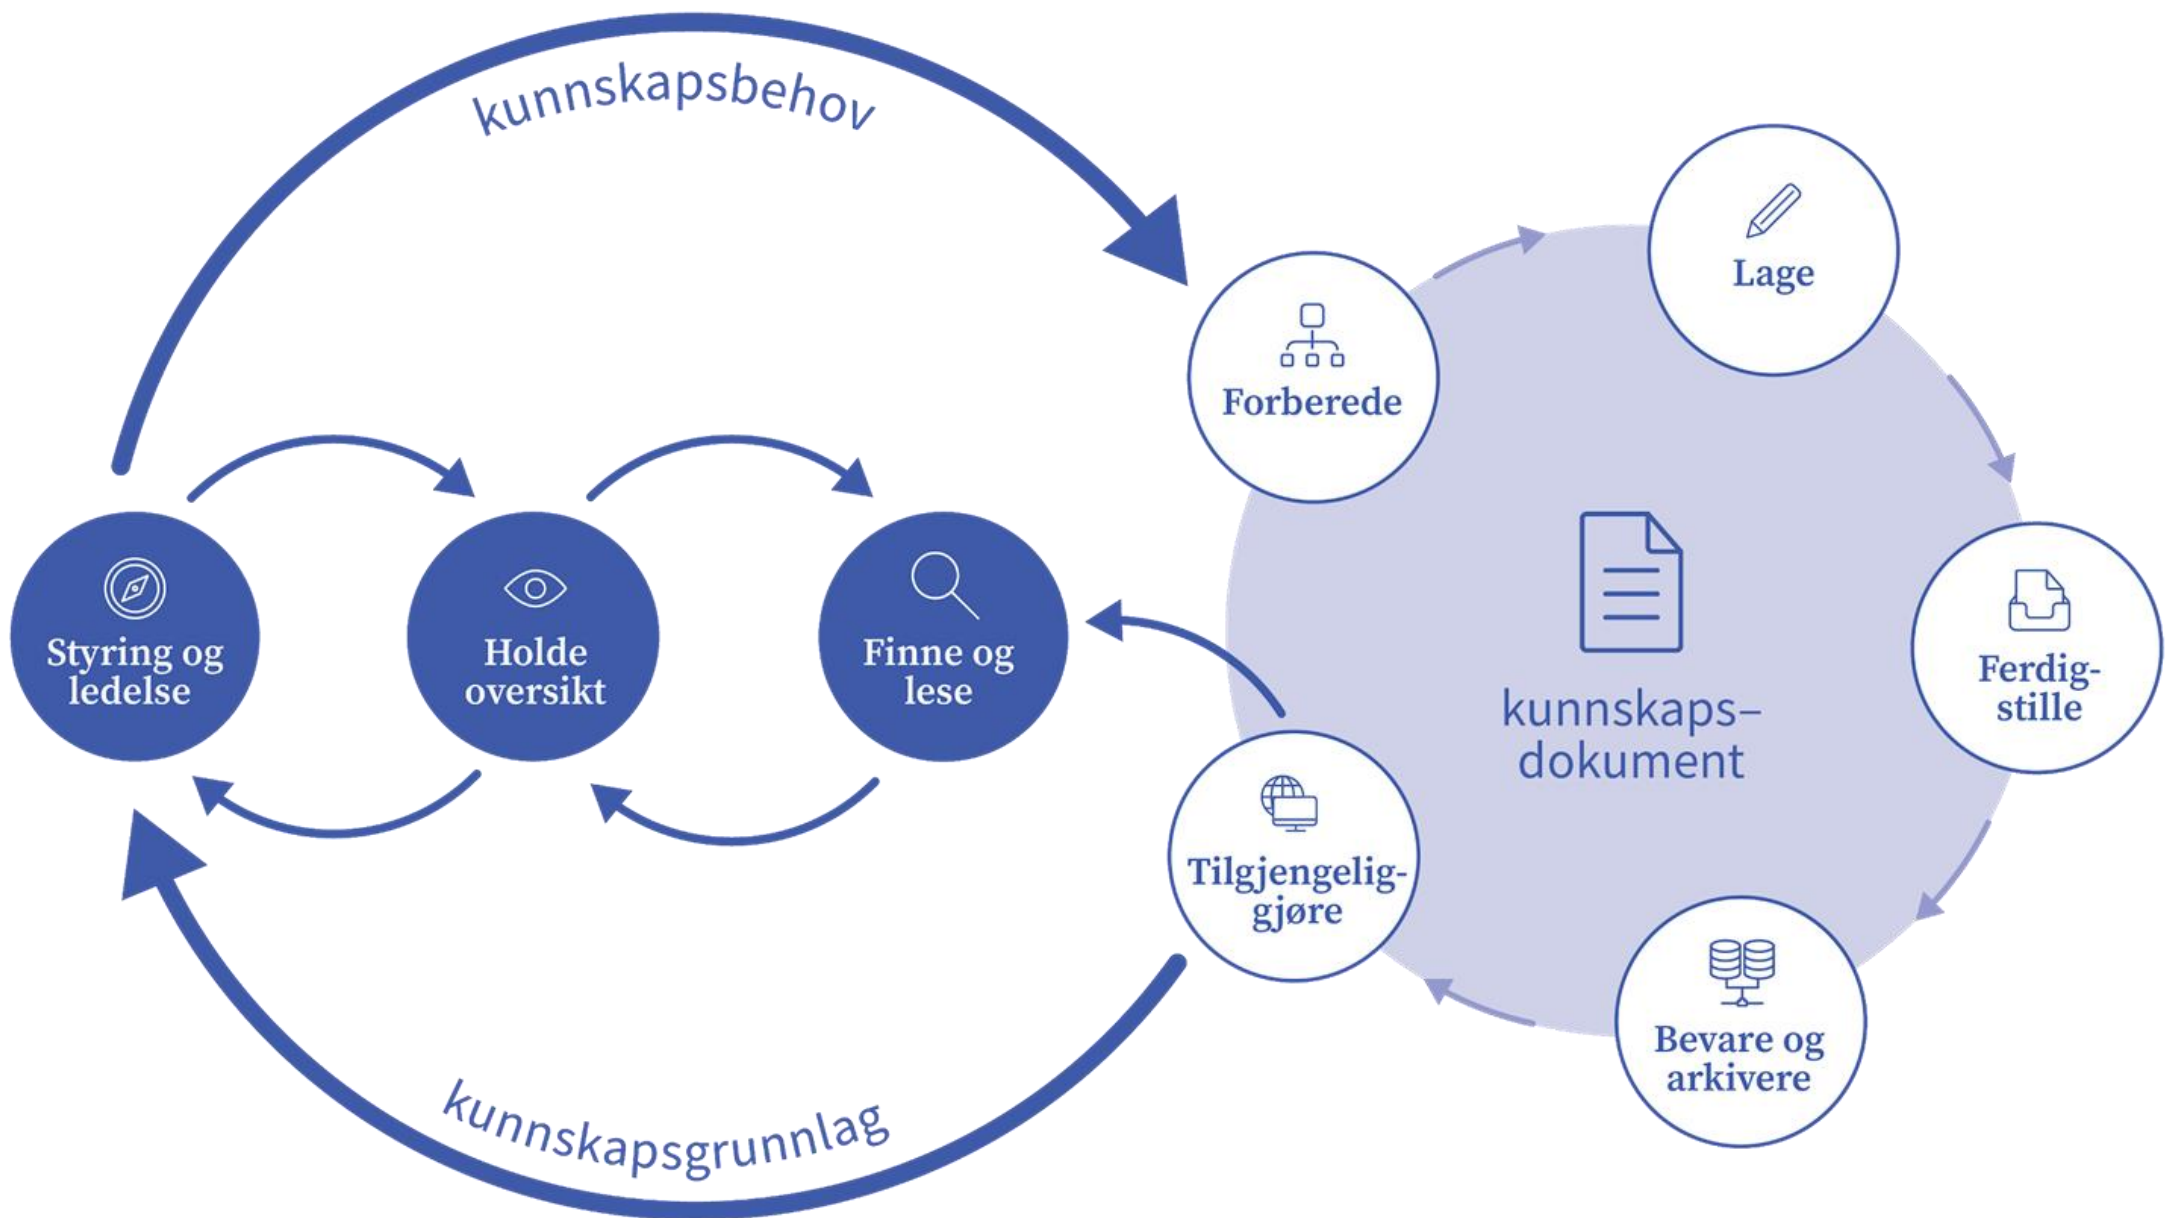 kunnskapsbehov
Lage
Forberede
Styring og
ledelse
Holde
oversikt
Finne og
lese
kunnskaps–
dokument
Ferdig-
stille
Tilgjengelig-
gjøre
Bevare og
arkivere
kunnskapsgrunnlag